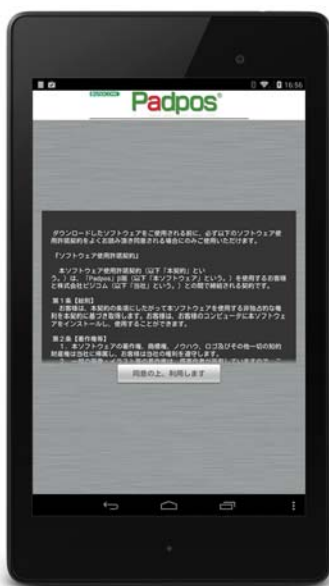 16:56
Padpos®
ダウンロードしたソフトウェアをご使用される前に、必ず以下のソフトウェア使
用許諾契約をよくお読み頂き同意される場合にのみご使用いただけます。
『ソフトウェア使用許諾契約』
本ソフトウェア使用許諾契約（以下「本契約」とい
う。）は、「Padpos」β版（以下「本ソフトウェア」という。）を使用するお客様
と株式会社ビジコム（以下「当社」という。）との間で締結される契約です。
第１条【総則】
お客様は、本契約の条項にしたがって本ソフトウェアを使用する非独占的な権
利を本契約に基づき取得します。お客様は、お客様のコンピュータに本ソフトウェ
アをインストールし、使用することができます。
第２条【著作権等】
１．本ソフトウェアの著作権、商標権、ノウハウ、ロゴ及びその他一切の知的
財産権は当社に帰属し、お客様は当社の権利を遵守します。
同意の上、利用します